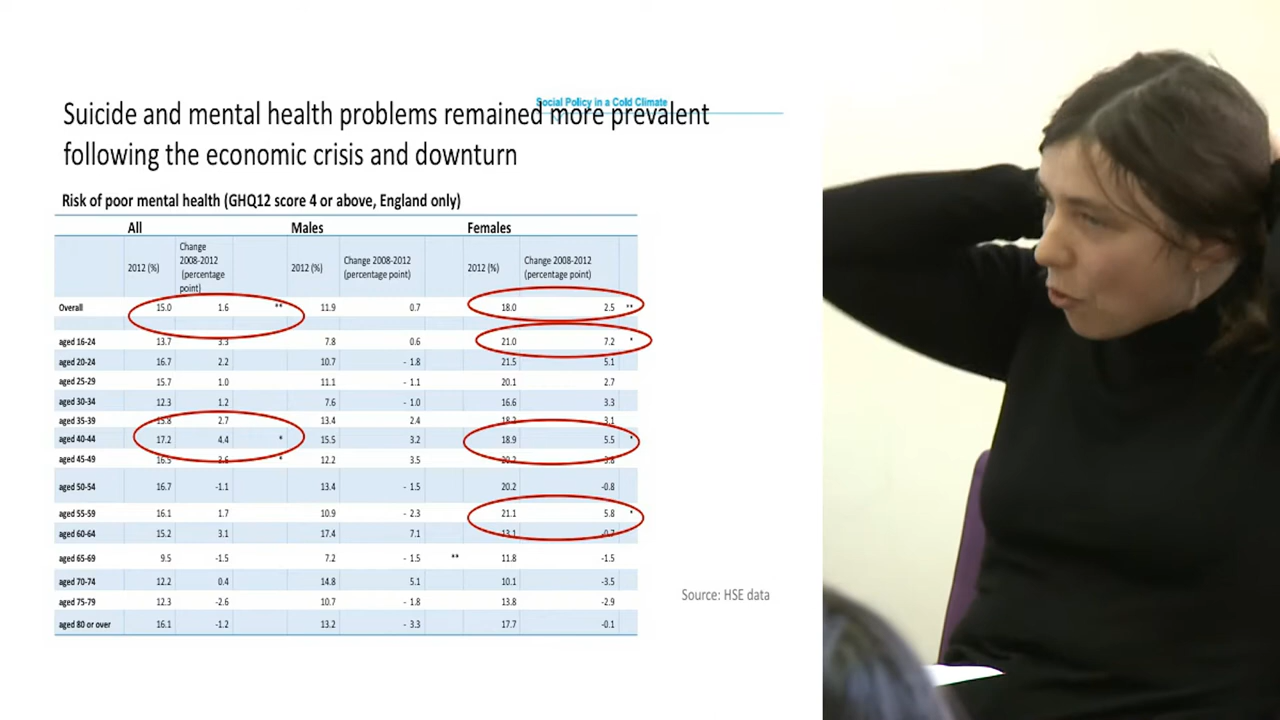 Social Policy in a Cold Climate
Suicide and mental health problems remained more prevalent
following the economic crisis and downturn
Risk of poor mental health (GHQ12 score 4 or above, England only)
All Males Females
2012 (%) Change 2008-2012 (percentage point) 2012 (%) Change 2008-2012 (percentage point) 2012 (%) Change 2008-2012 (percentage point)
Overall 15.0 1.6 ** 11.9 0.7 18.0 2.5 **
aged 16-24 13.7 3.3 7.8 0.6 21.0 7.2 *
aged 20-24 16.7 2.2 10.7 - 1.8 21.5 5.1
aged 25-29 15.7 1.0 11.1 - 1.1 20.1 2.7
aged 30-34 12.3 1.2 7.6 - 1.0 16.6 3.3
aged 35-39 15.8 2.7 13.4 2.4 18.2 3.1
aged 40-44 17.2 4.4 * 15.5 3.2 18.9 5.5 *
aged 45-49 16.5 3.6 * 12.2 3.5 20.2 3.8
aged 50-54 16.7 -1.1 13.4 - 1.5 20.2 -0.8
aged 55-59 16.1 1.7 10.9 - 2.3 21.1 5.8 *
aged 60-64 15.2 3.1 17.4 7.1 13.1 -0.7
aged 65-69 9.5 -1.5 7.2 - 1.5 ** 11.8 -1.5
aged 70-74 12.2 0.4 14.8 5.1 10.1 -3.5
aged 75-79 12.3 -2.6 10.7 - 1.8 13.8 -2.9
aged 80 or over 16.1 -1.2 13.2 - 3.3 17.7 -0.1
Source: HSE data